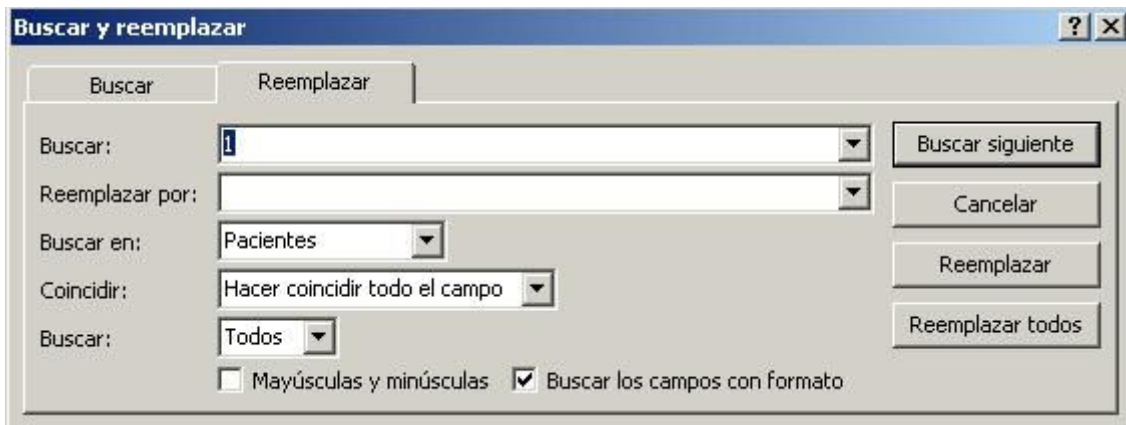 Buscar y reemplazar
Buscar
Reemplazar
Buscar: 1
Buscar siguiente
Reemplazar por:
Cancelar
Buscar en: Pacientes
Reemplazar
Coincidir: Hacer coincidir todo el campo
Reemplazar todos
Buscar: Todos
Mayúsculas y minúsculas
Buscar los campos con formato